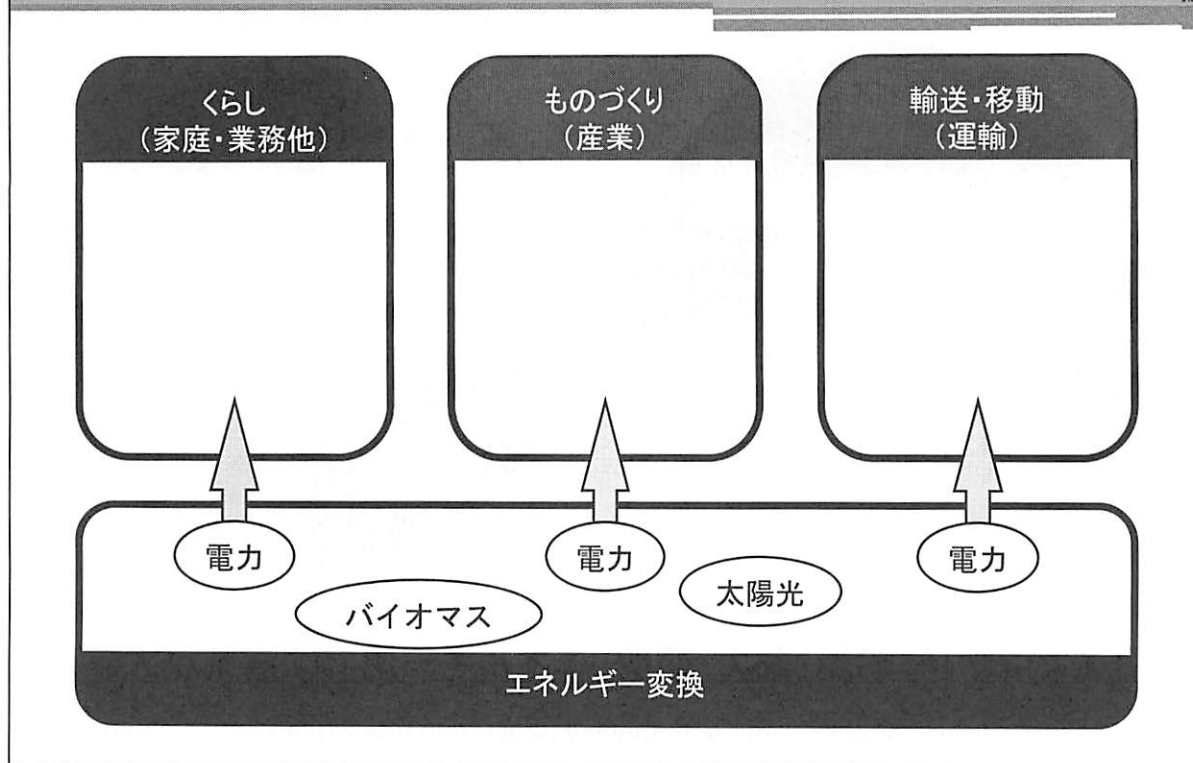 くらし
(家庭・業務他)
ものづくり
(産業)
輸送・移動
(運輸)
電力
電力
電力
バイオマス
太陽光
エネルギー変換